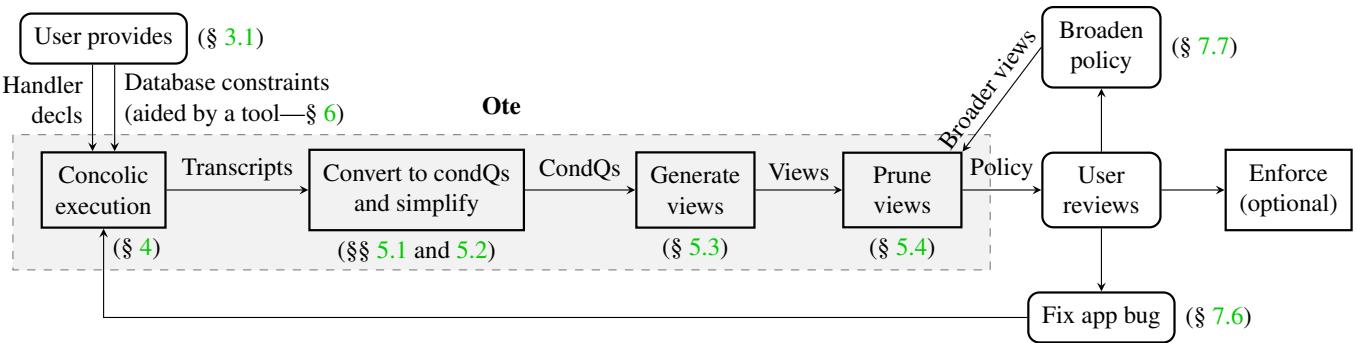 User provides
(§ 3.1)
Handler
decls
Database constraints
(aided by a tool—§ 6)
Ote
Concolic
execution
(§ 4)
Transcripts
Convert to condQs
and simplify
(§§ 5.1 and 5.2)
CondQs
Generate
views
(§ 5.3)
Views
Prune
views
(§ 5.4)
Broader views
Broaden
policy
(§ 7.7)
Policy
User
reviews
Enforce
(optional)
Fix app bug
(§ 7.6)